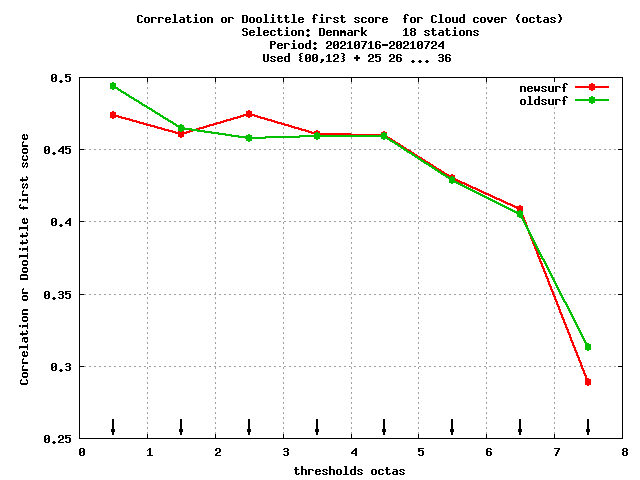 Correlation or Doolittle first score  for Cloud cover (octas)
Selection: Denmark     18 stations
Period: 20210716-20210724
Used {00,12} + 25 26 ... 36
newsurf
oldsurf
Correlation or Doolittle first score
0.5
0.45
0.4
0.35
0.3
0.25
0 1 2 3 4 5 6 7 8
thresholds octas